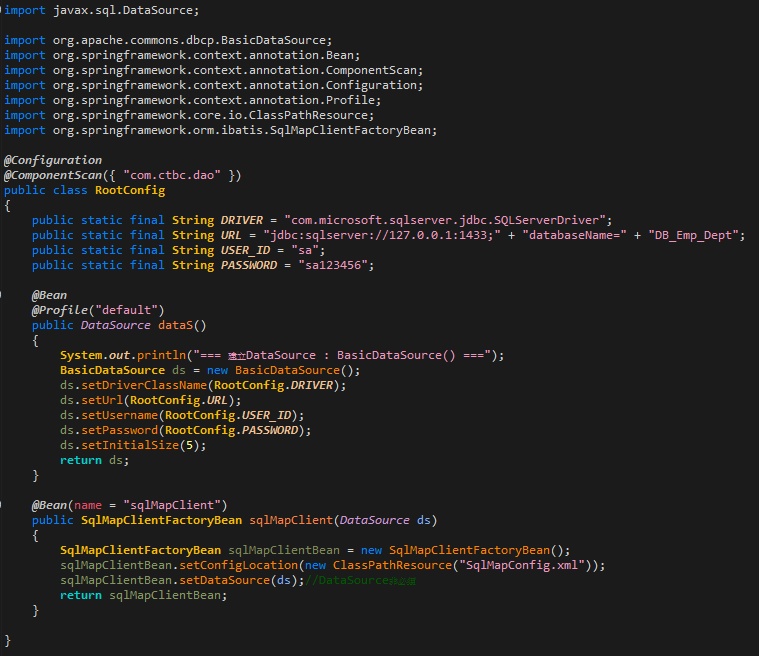 import javax.sql.DataSource;
import org.apache.commons.dbcp.BasicDataSource;
import org.springframework.context.annotation.Bean;
import org.springframework.context.annotation.ComponentScan;
import org.springframework.context.annotation.Configuration;
import org.springframework.context.annotation.Profile;
import org.springframework.core.io.ClassPathResource;
import org.springframework.orm.ibatis.SqlMapClientFactoryBean;
@Configuration
@ComponentScan({ "com.ctbc.dao" })
public class RootConfig
{
    public static final String DRIVER = "com.microsoft.sqlserver.jdbc.SQLServerDriver";
    public static final String URL = "jdbc:sqlserver://127.0.0.1:1433;" + "databaseName=" + "DB_Emp_Dept";
    public static final String USER_ID = "sa";
    public static final String PASSWORD = "sa123456";
    @Bean
    @Profile("default")
    public DataSource dataS()
    {
        System.out.println("=== 建立DataSource : BasicDataSource() ===");
        BasicDataSource ds = new BasicDataSource();
        ds.setDriverClassName(RootConfig.DRIVER);
        ds.setUrl(RootConfig.URL);
        ds.setUsername(RootConfig.USER_ID);
        ds.setPassword(RootConfig.PASSWORD);
        ds.setInitialSize(5);
        return ds;
    }
    @Bean(name = "sqlMapClient")
    public SqlMapClientFactoryBean sqlMapClient(DataSource ds)
    {
        SqlMapClientFactoryBean sqlMapClientBean = new SqlMapClientFactoryBean();
        sqlMapClientBean.setConfigLocation(new ClassPathResource("SqlMapConfig.xml"));
        sqlMapClientBean.setDataSource(ds);//DataSource
        return sqlMapClientBean;
    }
}